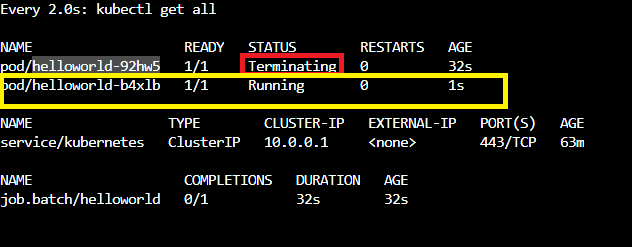 Every 2.0s: kubectl get all
NAME READY STATUS RESTARTS AGE
pod/helloworld-92hw5 1/1 Terminating 0 32s
pod/helloworld-b4xlb 1/1 Running 0 1s
NAME TYPE CLUSTER-IP EXTERNAL-IP PORT(S) AGE
service/kubernetes ClusterIP 10.0.0.1 <none> 443/TCP 63m
NAME COMPLETIONS DURATION AGE
job.batch/helloworld 0/1 32s 32s